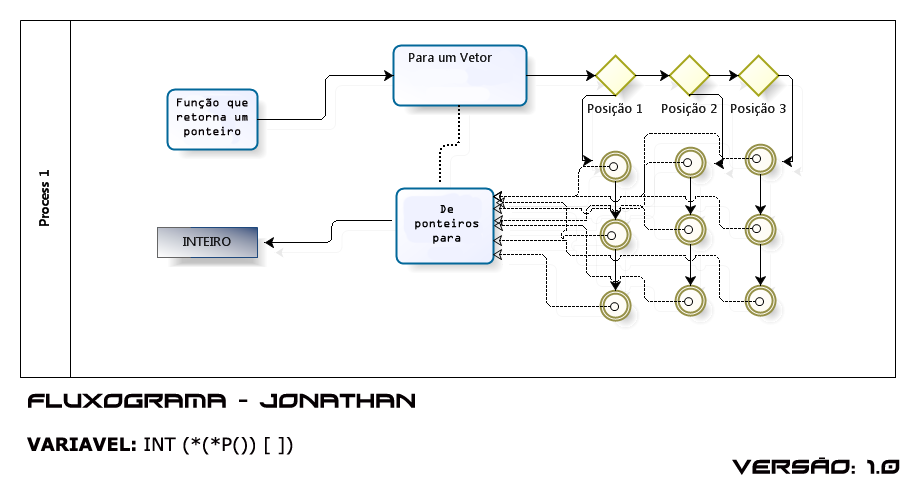 Process 1
Função que
retorna um
ponteiro
Para um Vetor
Posição 1
Posição 2
Posição 3
De
ponteiros
para
INTEIRO
FLUXOGRAMA - JONATHAN
VARIAVEL: INT (*(*P()) [ ])
VERSÃO: 1.0